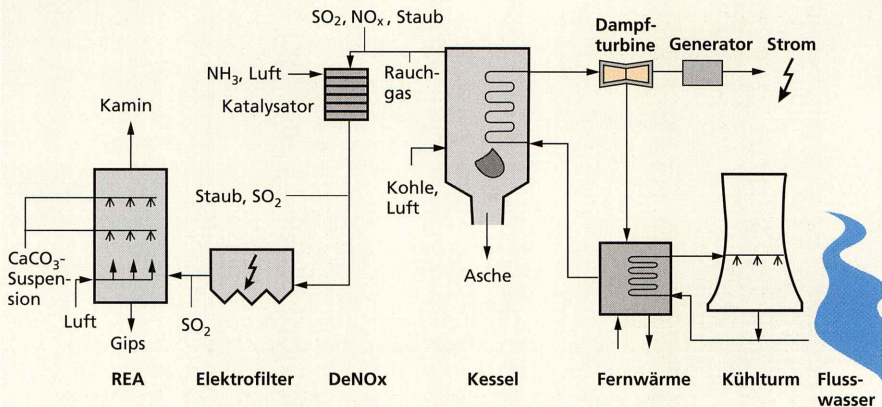 SO₂, NOₓ, Staub
Dampf-
turbine
Generator
Strom
NH₃, Luft
Rauch-
gas
Katalysator
Kamin
Staub, SO₂
Kohle,
Luft
CaCO₃-
Suspen-
sion
Asche
Luft
SO₂
Gips
REA
Elektrofilter
DeNOx
Kessel
Fernwärme
Kühlturm
Fluss-
wasser